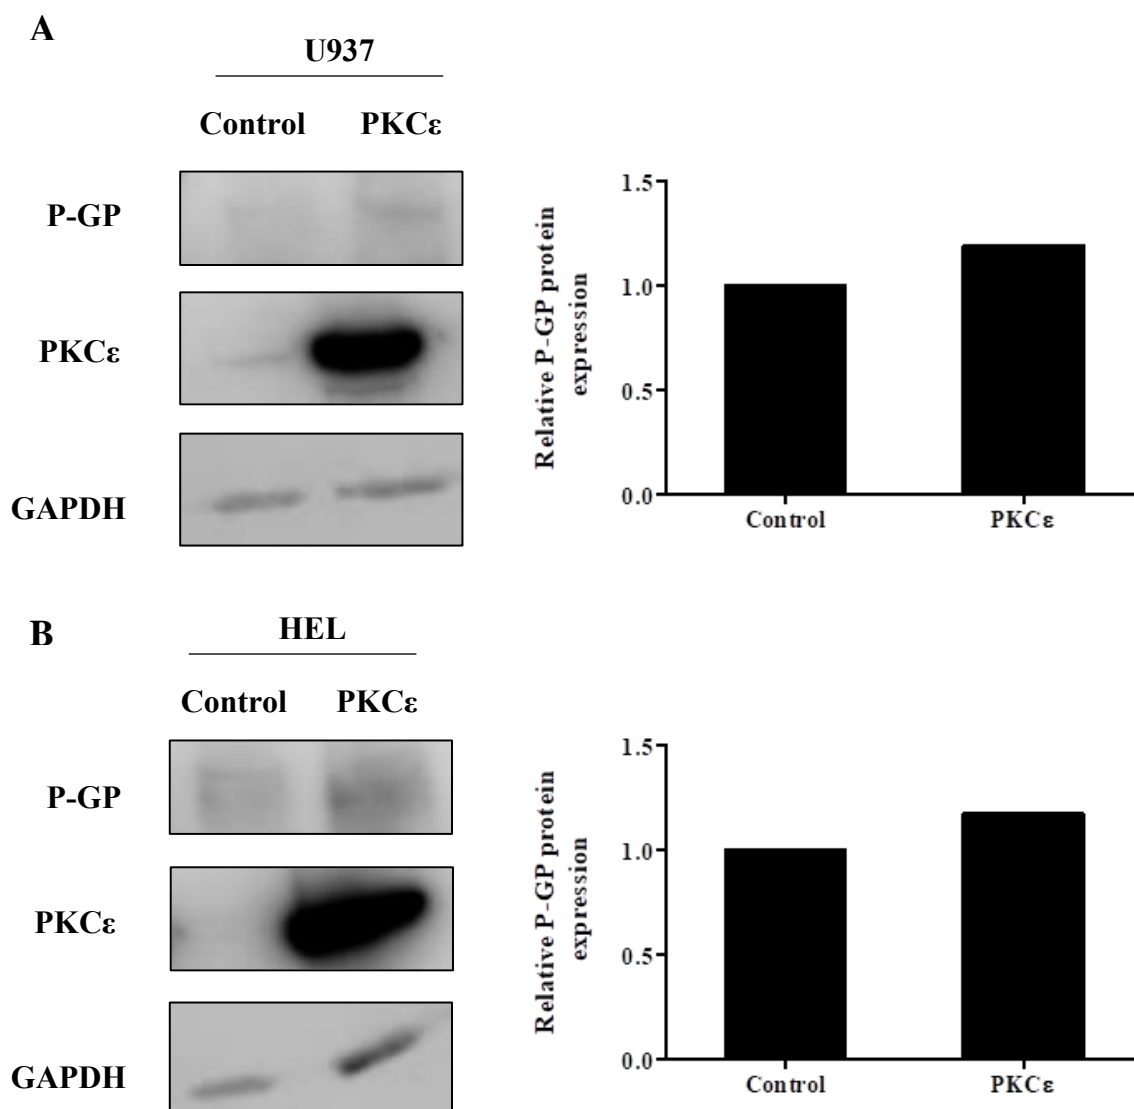 A
U937
Control PKCε
P-GP
PKCε
GAPDH
Relative P-GP protein
expression
1.5
1.0
0.5
0.0
Control PKCε
B
HEL
Control PKCε
P-GP
PKCε
GAPDH
Relative P-GP protein
expression
1.5
1.0
0.5
0.0
Control PKCε